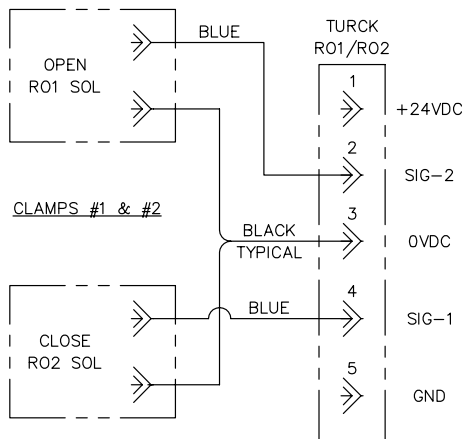 OPEN
RO1 SOL
BLUE
TURCK
RO1/RO2
1
+24VDC
2
SIG-2
CLAMPS #1 & #2
BLACK
TYPICAL
3
0VDC
CLOSE
RO2 SOL
BLUE
4
SIG-1
5
GND